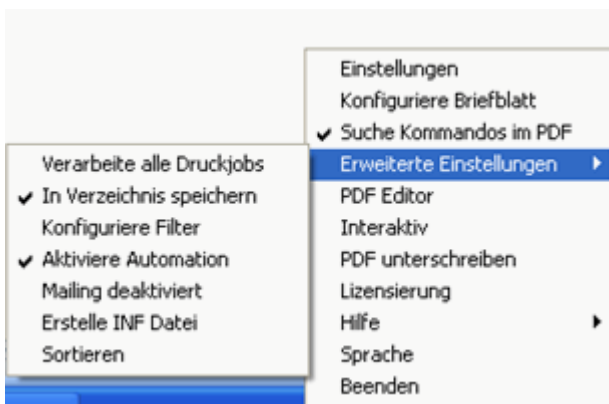 Einstellungen
Konfiguriere Briefblatt
Suche Kommandos im PDF
Erweiterte Einstellungen
PDF Editor
Interaktiv
PDF unterschreiben
Lizensierung
Hilfe
Sprache
Beenden
Verarbeite alle Druckjobs
In Verzeichnis speichern
Konfiguriere Filter
Aktiviere Automation
Mailing deaktiviert
Erstelle INF Datei
Sortieren